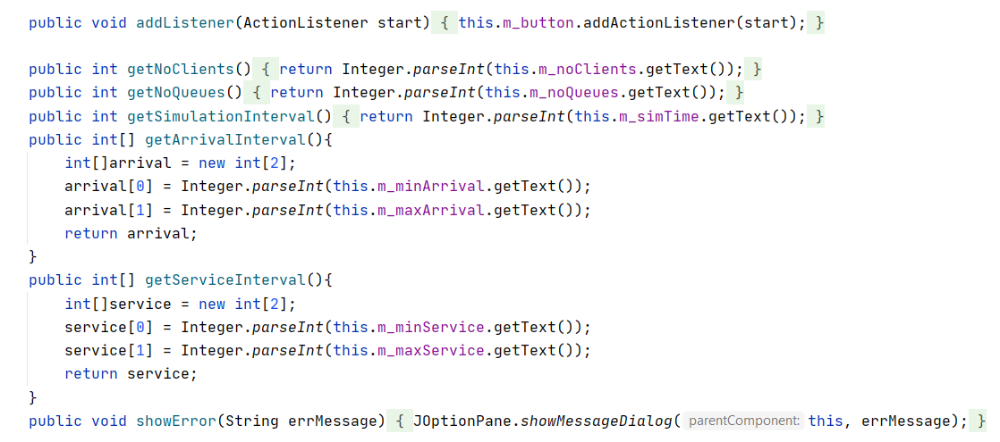 public void addListener(ActionListener start) { this.m_button.addActionListener(start); }
public int getNoClients() { return Integer.parseInt(this.m_noClients.getText()); }
public int getNoQueues() { return Integer.parseInt(this.m_noQueues.getText()); }
public int getSimulationInterval() { return Integer.parseInt(this.m_simTime.getText()); }
public int[] getArrivalInterval(){
    int[]arrival = new int[2];
    arrival[0] = Integer.parseInt(this.m_minArrival.getText());
    arrival[1] = Integer.parseInt(this.m_maxArrival.getText());
    return arrival;
}
public int[] getServiceInterval(){
    int[]service = new int[2];
    service[0] = Integer.parseInt(this.m_minService.getText());
    service[1] = Integer.parseInt(this.m_maxService.getText());
    return service;
}
public void showError(String errMessage) { JOptionPane.showMessageDialog( parentComponent: this, errMessage); }